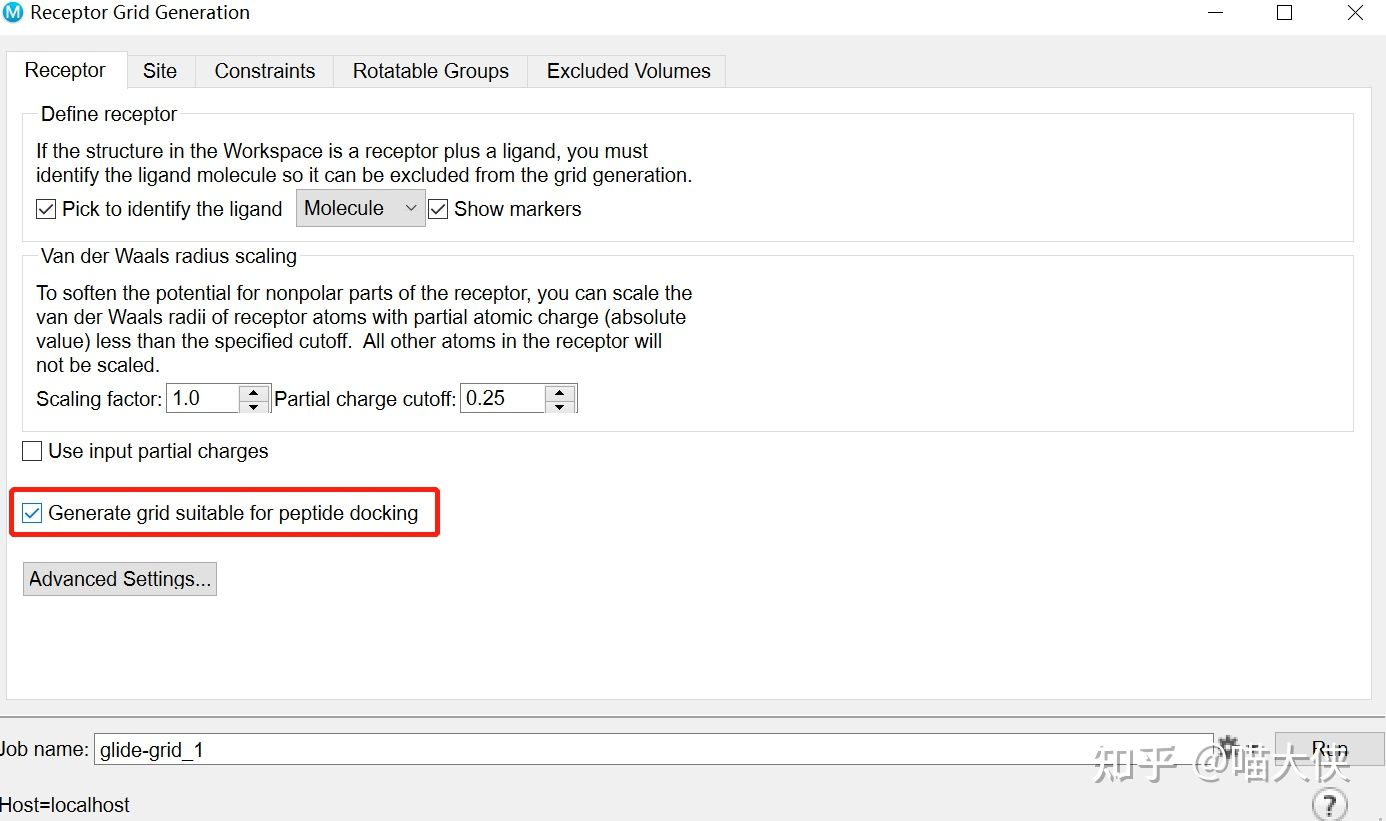 Receptor Grid Generation
Receptor Site Constraints Rotatable Groups Excluded Volumes
Define receptor
If the structure in the Workspace is a receptor plus a ligand, you must
identify the ligand molecule so it can be excluded from the grid generation.
Pick to identify the ligand Molecule Show markers
Van der Waals radius scaling
To soften the potential for nonpolar parts of the receptor, you can scale the
van der Waals radii of receptor atoms with partial atomic charge (absolute
value) less than the specified cutoff.  All other atoms in the receptor will
not be scaled.
Scaling factor: 1.0 Partial charge cutoff: 0.25
Use input partial charges
Generate grid suitable for peptide docking
Advanced Settings...
Job name: glide-grid_1 Run
知乎 @喵大侠
Host=localhost
?